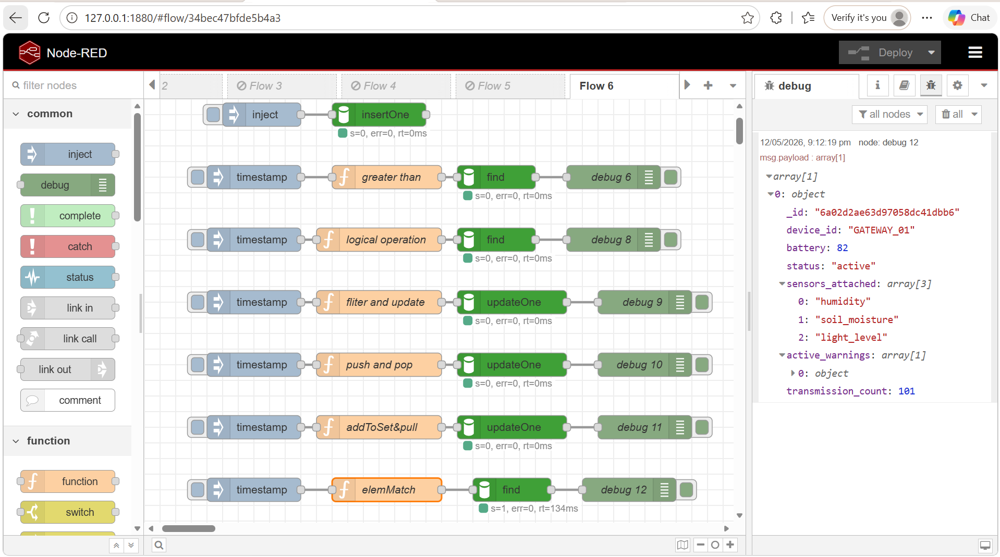 127.0.0.1:1880/#flow/34bec47bfde5b4a3
Verify it's you
Chat
Node-RED
Deploy
filter nodes
2
Flow 3
Flow 4
Flow 5
Flow 6
debug
i
all nodes
all
common
inject
debug
complete
catch
status
link in
link call
link out
comment
function
function
switch
inject
insertOne
s=0, err=0, rt=0ms
timestamp
greater than
find
debug 6
s=0, err=0, rt=0ms
timestamp
logical operation
find
debug 8
s=0, err=0, rt=0ms
timestamp
fliter and update
updateOne
debug 9
s=0, err=0, rt=0ms
timestamp
push and pop
updateOne
debug 10
s=0, err=0, rt=0ms
timestamp
addToSet&pull
updateOne
debug 11
s=0, err=0, rt=0ms
timestamp
elemMatch
find
debug 12
s=1, err=0, rt=134ms
12/05/2026, 9:12:19 pm node: debug 12
msg.payload : array[1]
array[1]
0: object
_id: "6a02d2ae63d97058dc41dbb6"
device_id: "GATEWAY_01"
battery: 82
status: "active"
sensors_attached: array[3]
0: "humidity"
1: "soil_moisture"
2: "light_level"
active_warnings: array[1]
0: object
transmission_count: 101